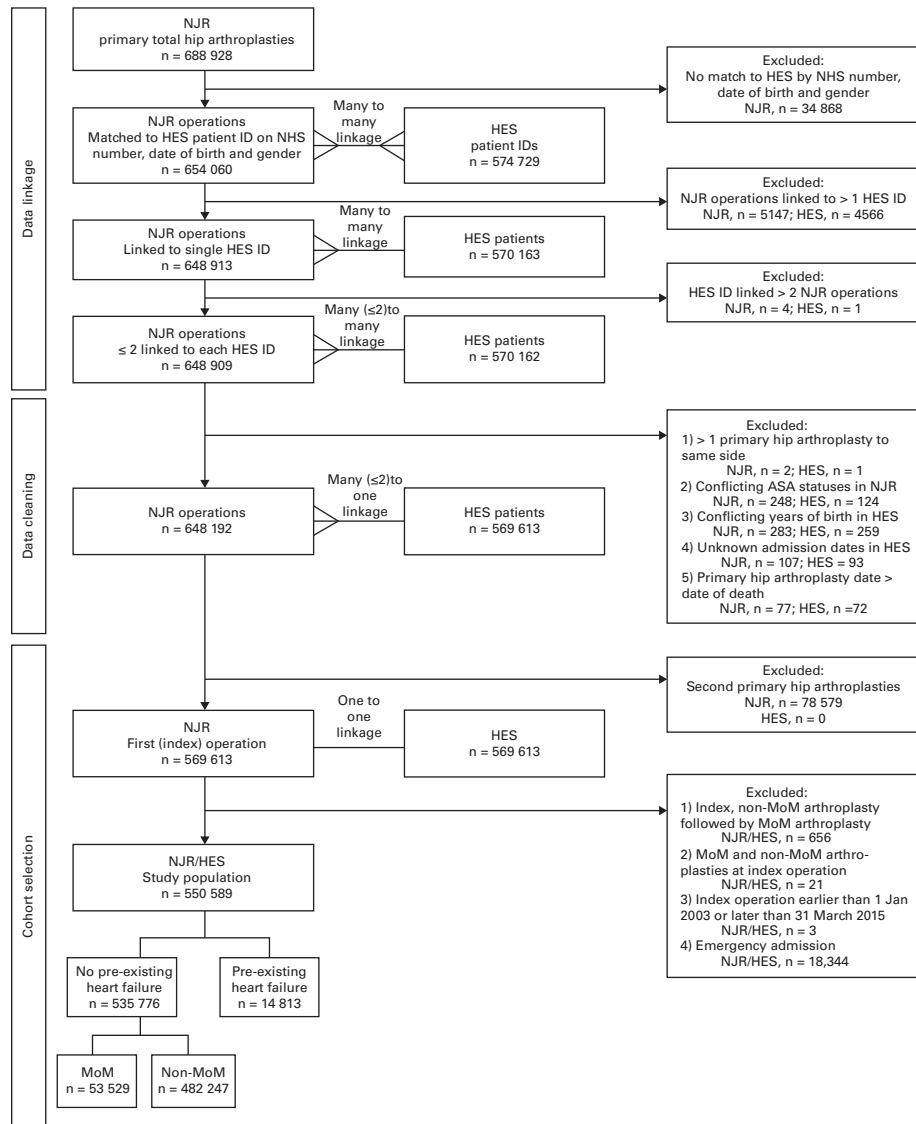 Data linkage
NJR
primary total hip arthroplasties
n = 688 928
Excluded:
No match to HES by NHS number,
date of birth and gender
NJR, n = 34 868
NJR operations
Matched to HES patient ID on NHS
number, date of birth and gender
n = 654 060
Many to
many
linkage
HES
patient IDs
n = 574 729
Excluded:
NJR operations linked to > 1 HES ID
NJR, n = 5147; HES, n = 4566
NJR operations
Linked to single HES ID
n = 648 913
Many to
many
linkage
HES patients
n = 570 163
Excluded:
HES ID linked > 2 NJR operations
NJR, n = 4; HES, n = 1
NJR operations
≤ 2 linked to each HES ID
n = 648 909
Many (≤2)to
many
linkage
HES patients
n = 570 162
Data cleaning
Excluded:
1) > 1 primary hip arthroplasty to
same side
NJR, n = 2; HES, n = 1
2) Conflicting ASA statuses in NJR
NJR, n = 248; HES, n = 124
3) Conflicting years of birth in HES
NJR, n = 283; HES, n = 259
4) Unknown admission dates in HES
NJR, n = 107; HES = 93
5) Primary hip arthroplasty date >
date of death
NJR, n = 77; HES, n =72
NJR operations
n = 648 192
Many (≤2)to
one
linkage
HES patients
n = 569 613
Cohort selection
Excluded:
Second primary hip arthroplasties
NJR, n = 78 579
HES, n = 0
NJR
First (index) operation
n = 569 613
One to
one
linkage
HES
n = 569 613
Excluded:
1) Index, non-MoM arthroplasty
followed by MoM arthroplasty
NJR/HES, n = 656
2) MoM and non-MoM arthro-
plasties at index operation
NJR/HES, n = 21
3) Index operation earlier than 1 Jan
2003 or later than 31 March 2015
NJR/HES, n = 3
4) Emergency admission
NJR/HES, n = 18,344
NJR/HES
Study population
n = 550 589
No pre-existing
heart failure
n = 535 776
Pre-existing
heart failure
n = 14 813
MoM
n = 53 529
Non-MoM
n = 482 247